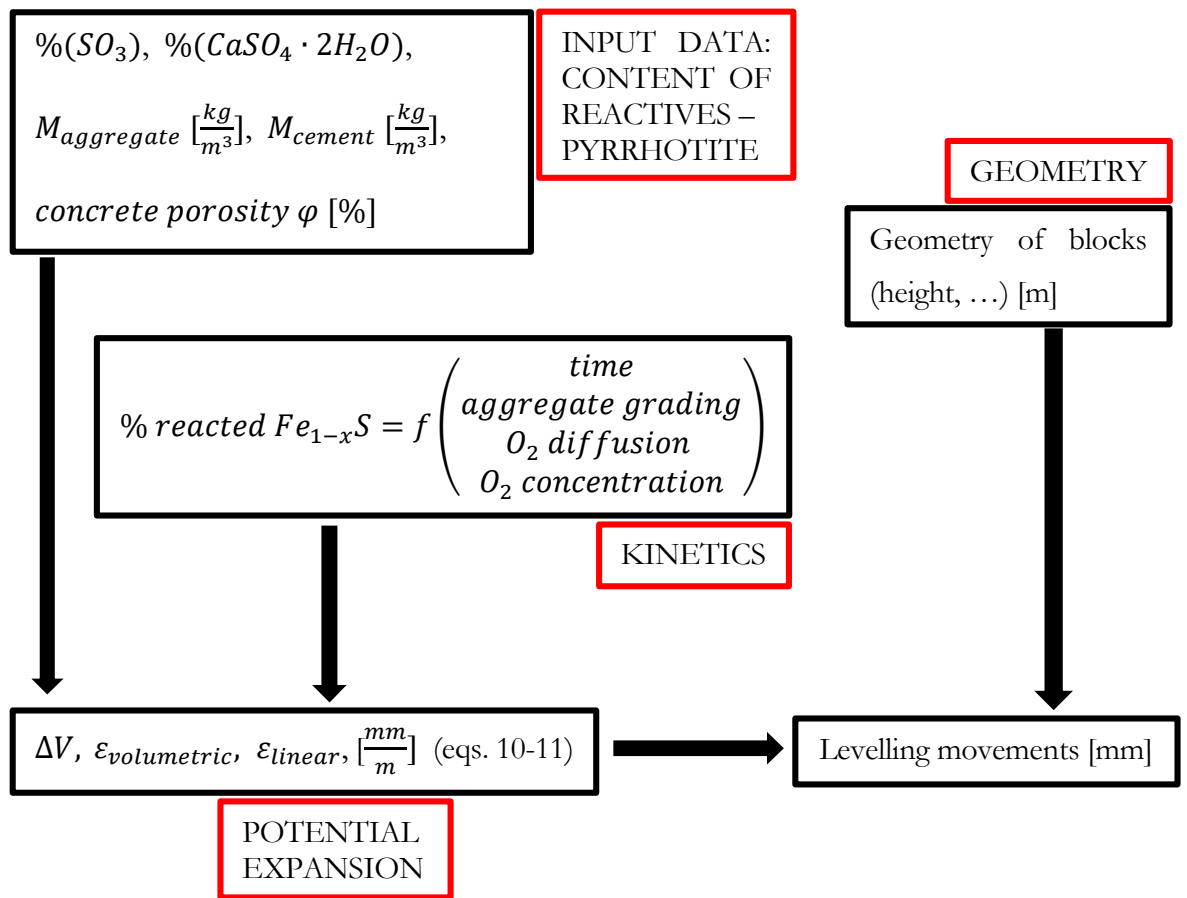 %(SO₃), %(CaSO₄ · 2H₂O),
M_aggregate [kg/m³], M_cement [kg/m³],
concrete porosity φ [%]
INPUT DATA:
CONTENT OF
REACTIVES –
PYRRHOTITE
GEOMETRY
Geometry of blocks
(height, …) [m]
% reacted Fe₁₋ₓS = f
time
aggregate grading
O₂ diffusion
O₂ concentration
KINETICS
ΔV, ε_volumetric, ε_linear, [mm/m] (eqs. 10-11)
Levelling movements [mm]
POTENTIAL
EXPANSION